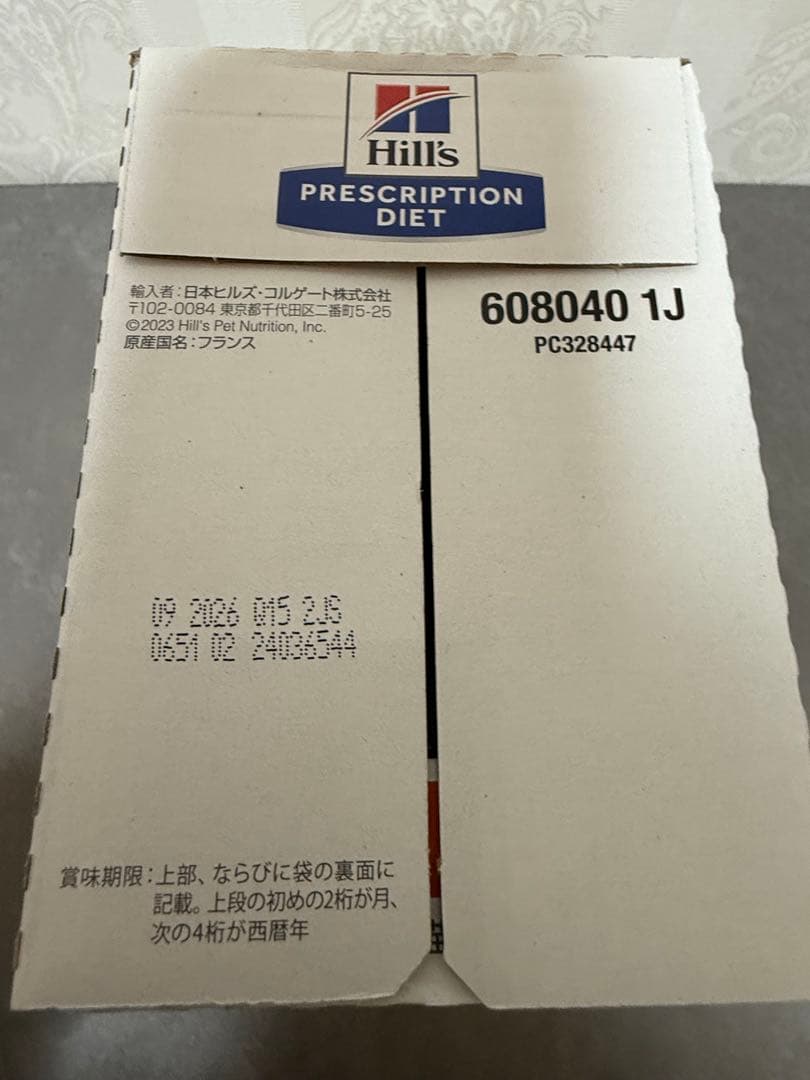 Hill's
PRESCRIPTION
DIET
輸入者:日本ヒルズ・コルゲート株式会社
〒102-0084 東京都千代田区二番町5-25
©2023 Hill's Pet Nutrition, Inc.
原産国名:フランス
608040 1J
PC328447
09 2026 Q15 2JS
0651 02 24036544
賞味期限:上部、ならびに袋の裏面に
記載。上段の初めの2桁が月、
次の4桁が西暦年